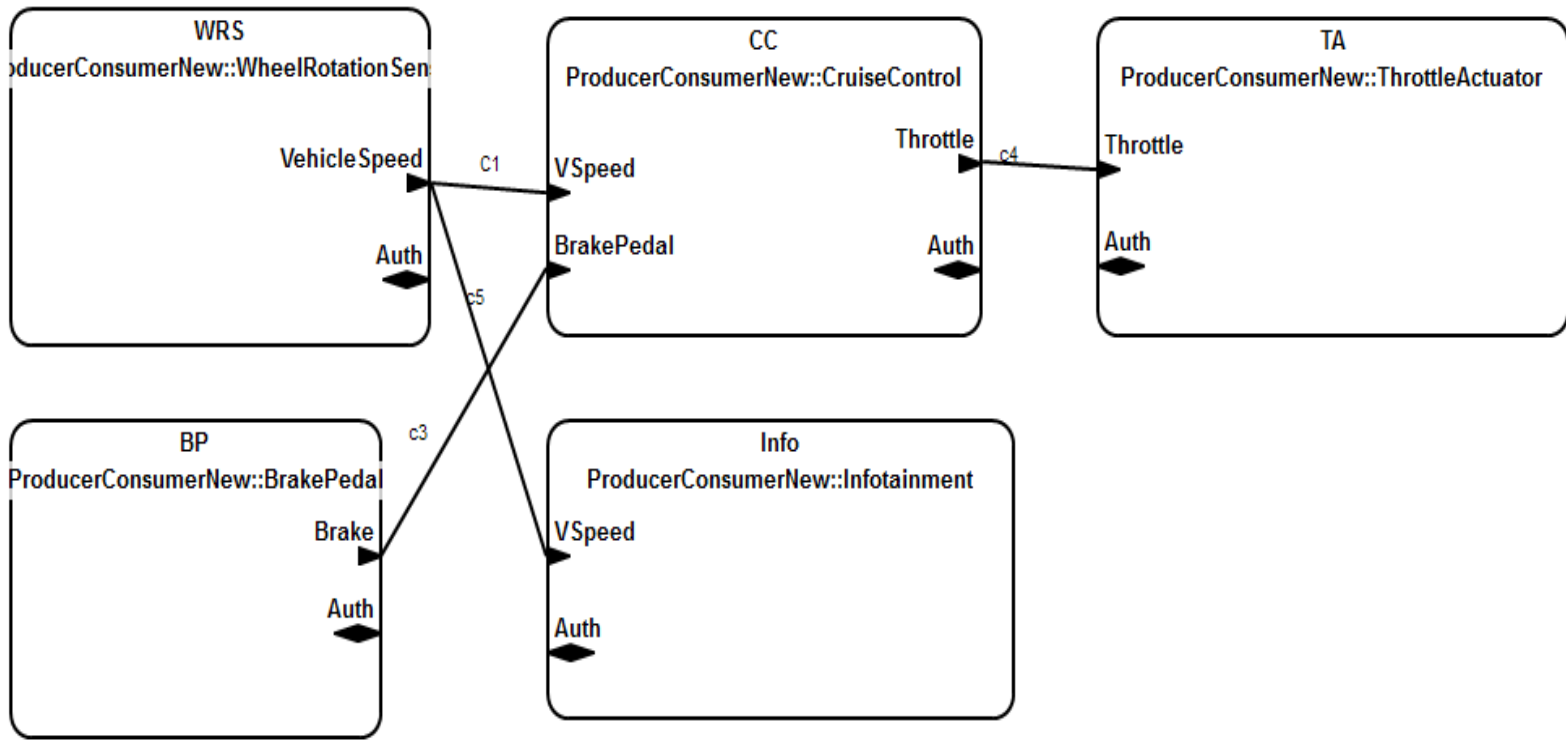 WRS
oducerConsumerNew::WheelRotationSen
VehicleSpeed
Auth
C1
c5
CC
ProducerConsumerNew::CruiseControl
Throttle
VSpeed
BrakePedal
Auth
c4
TA
ProducerConsumerNew::ThrottleActuator
Throttle
Auth
BP
ProducerConsumerNew::BrakePedal
Brake
Auth
c3
Info
ProducerConsumerNew::Infotainment
VSpeed
Auth